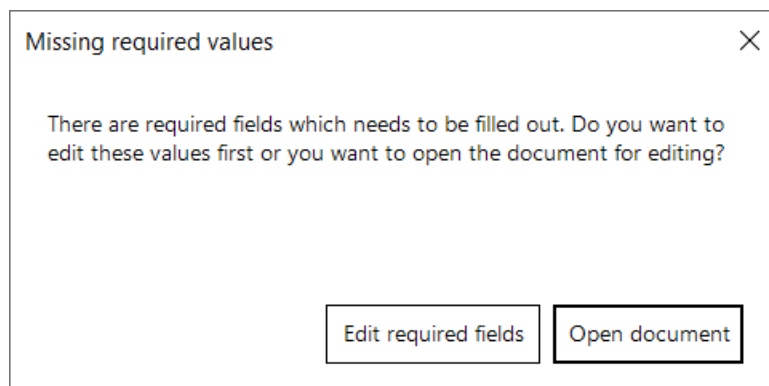 Missing required values
There are required fields which needs to be filled out. Do you want to
edit these values first or you want to open the document for editing?
Edit required fields
Open document